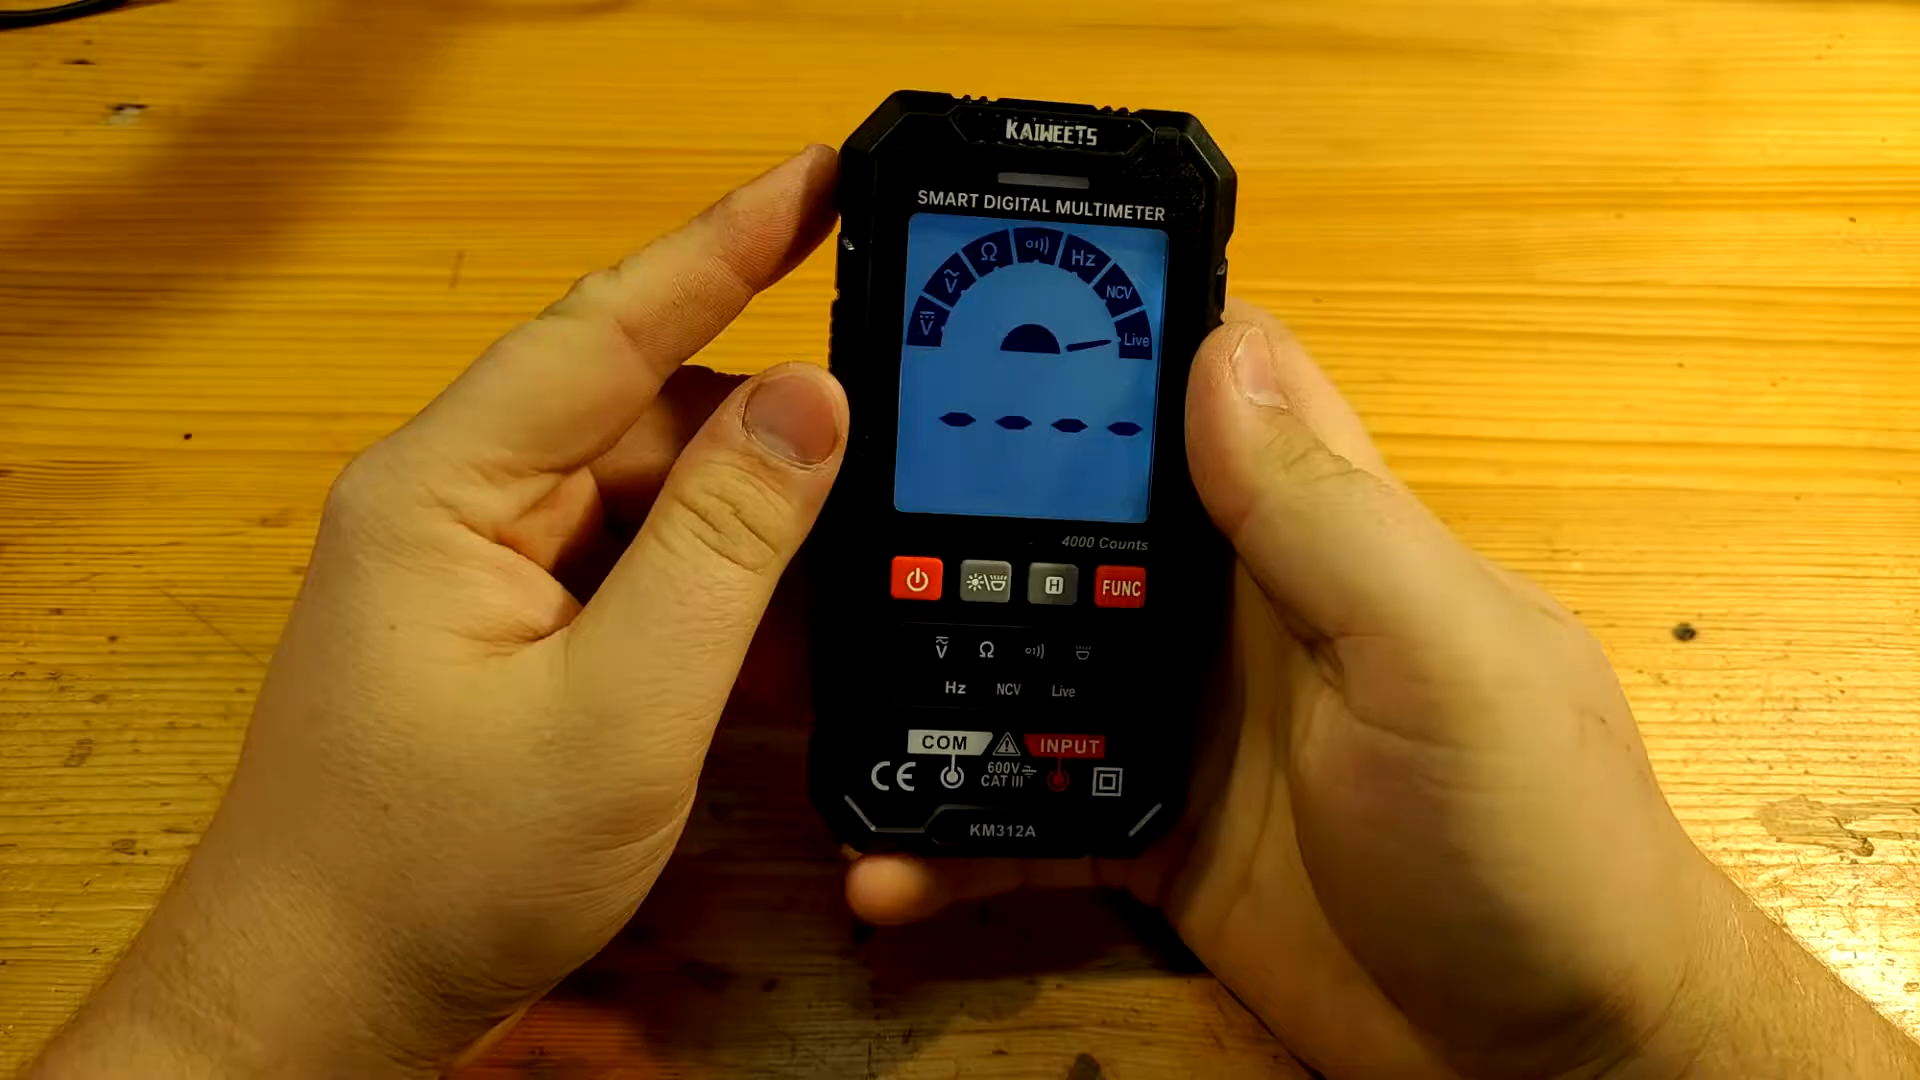 KAIWEETS
SMART DIGITAL MULTIMETER
V V Ω Hz NCV Live
- - - -
4000 Counts
H FUNC
V Ω
Hz NCV Live
COM INPUT
CE 600V
CAT III
KM312A